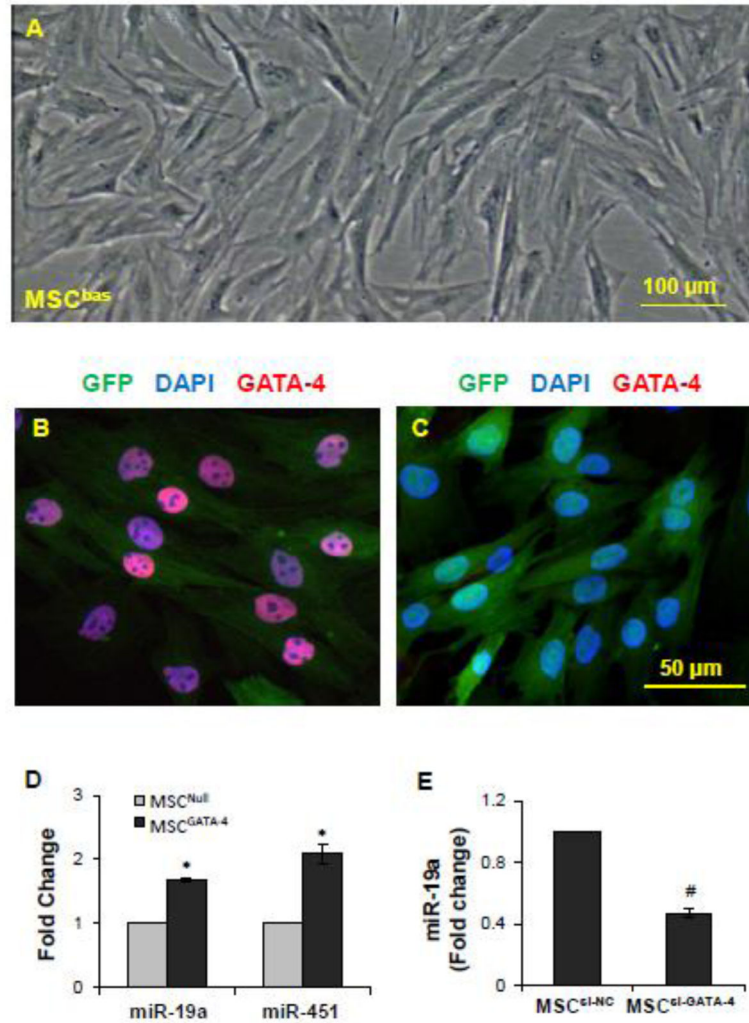 A
MSCbas
100 µm
GFP DAPI GATA-4
GFP DAPI GATA-4
B
C
50 µm
D
Fold Change
3
2
1
0
MSCNull
MSCGATA-4
*
*
miR-19a
miR-451
E
miR-19a
(Fold change)
1.2
0.8
0.4
0
#
MSCsi-NC
MSCsi-GATA-4